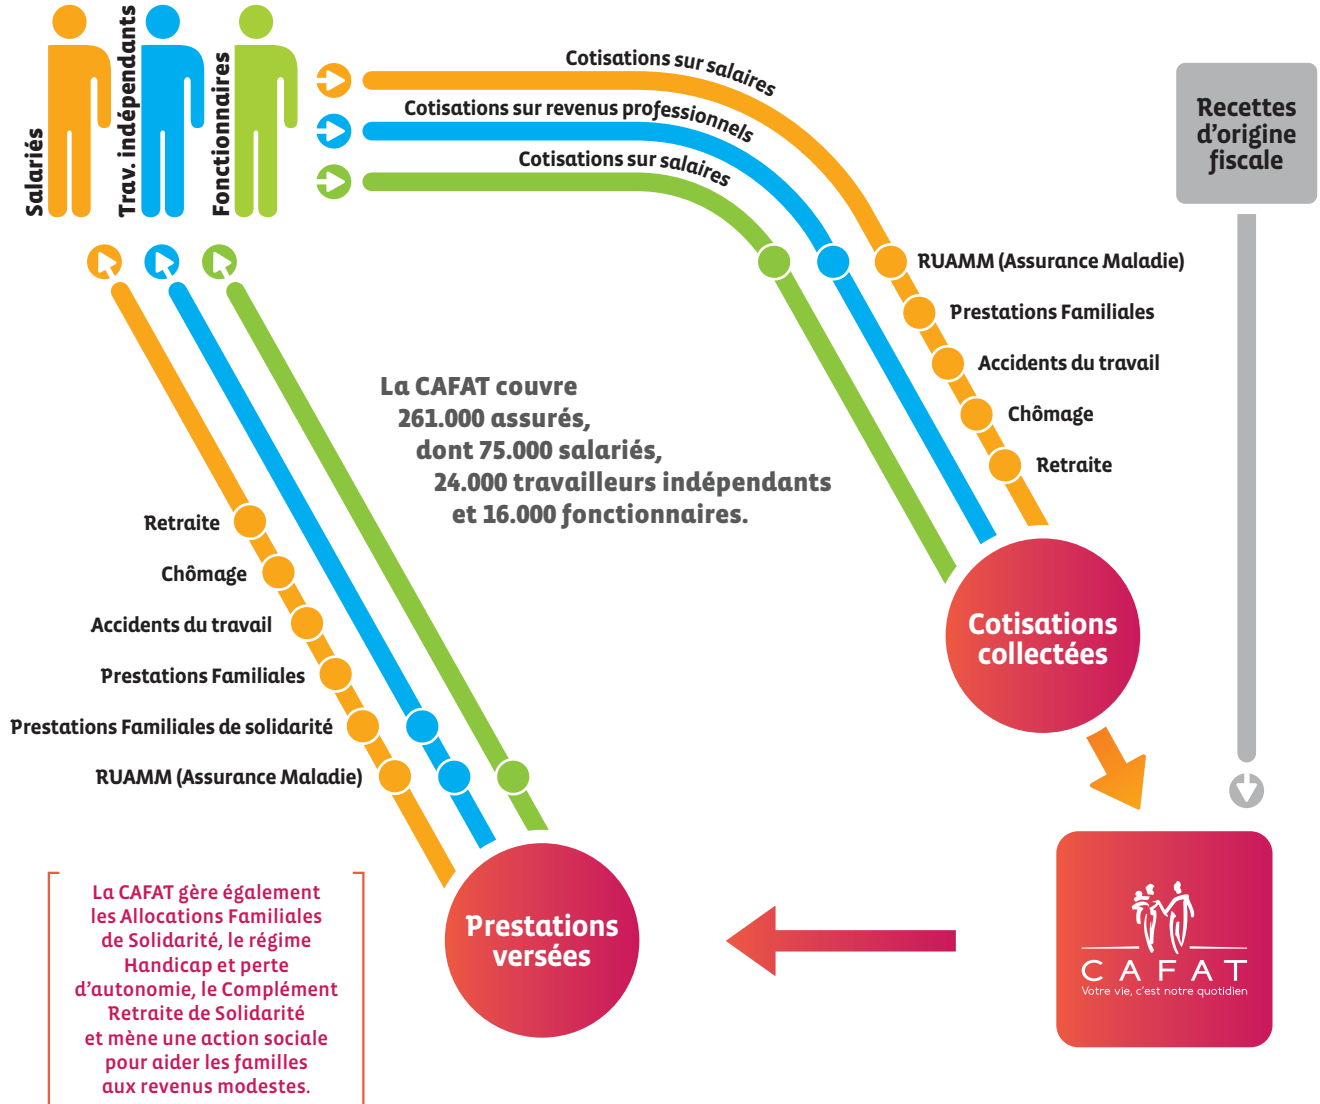 Salariés
Trav. indépendants
Fonctionnaires
Cotisations sur salaires
Cotisations sur revenus professionnels
Cotisations sur salaires
Recettes
d'origine
fiscale
RUAMM (Assurance Maladie)
Prestations Familiales
Accidents du travail
Chômage
Retraite
La CAFAT couvre
261.000 assurés,
dont 75.000 salariés,
24.000 travailleurs indépendants
et 16.000 fonctionnaires.
Retraite
Chômage
Accidents du travail
Prestations Familiales
Prestations Familiales de solidarité
RUAMM (Assurance Maladie)
Cotisations
collectées
Prestations
versées
CAFAT
Votre vie, c'est notre quotidien
La CAFAT gère également
les Allocations Familiales
de Solidarité, le régime
Handicap et perte
d'autonomie, le Complément
Retraite de Solidarité
et mène une action sociale
pour aider les familles
aux revenus modestes.